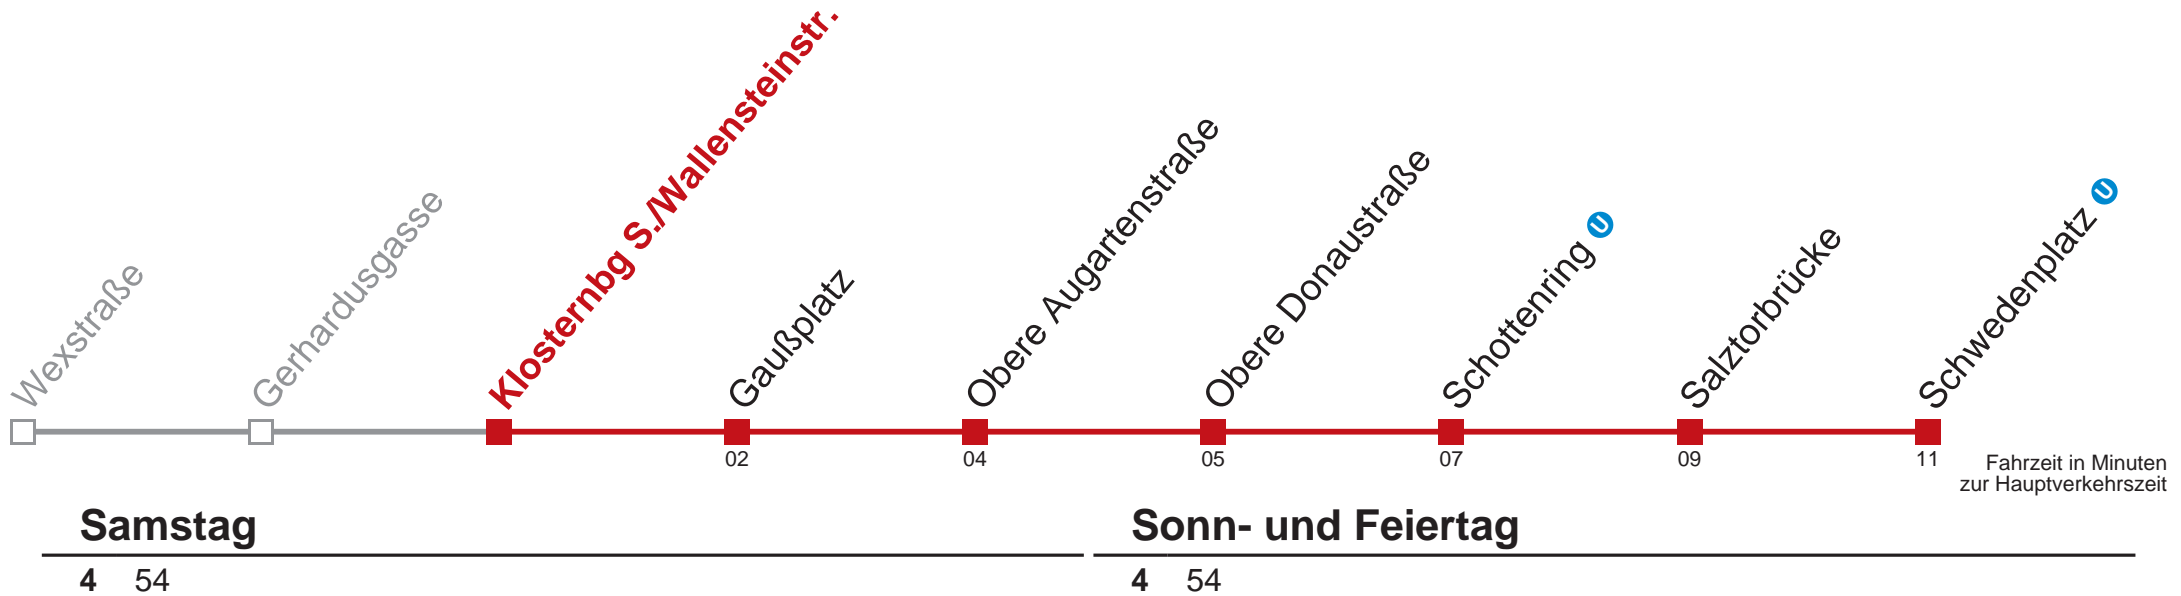 Wexstraße
Gerhardusgasse
Klosternbg S./Wallensteinstr.
Gaußplatz
Obere Augartenstraße
Obere Donaustraße
Schottenring U
Salztorbrücke
Schwedenplatz U
02 04 05 07 09 11
Fahrzeit in Minuten
zur Hauptverkehrszeit
Samstag
4 54
Sonn- und Feiertag
4 54